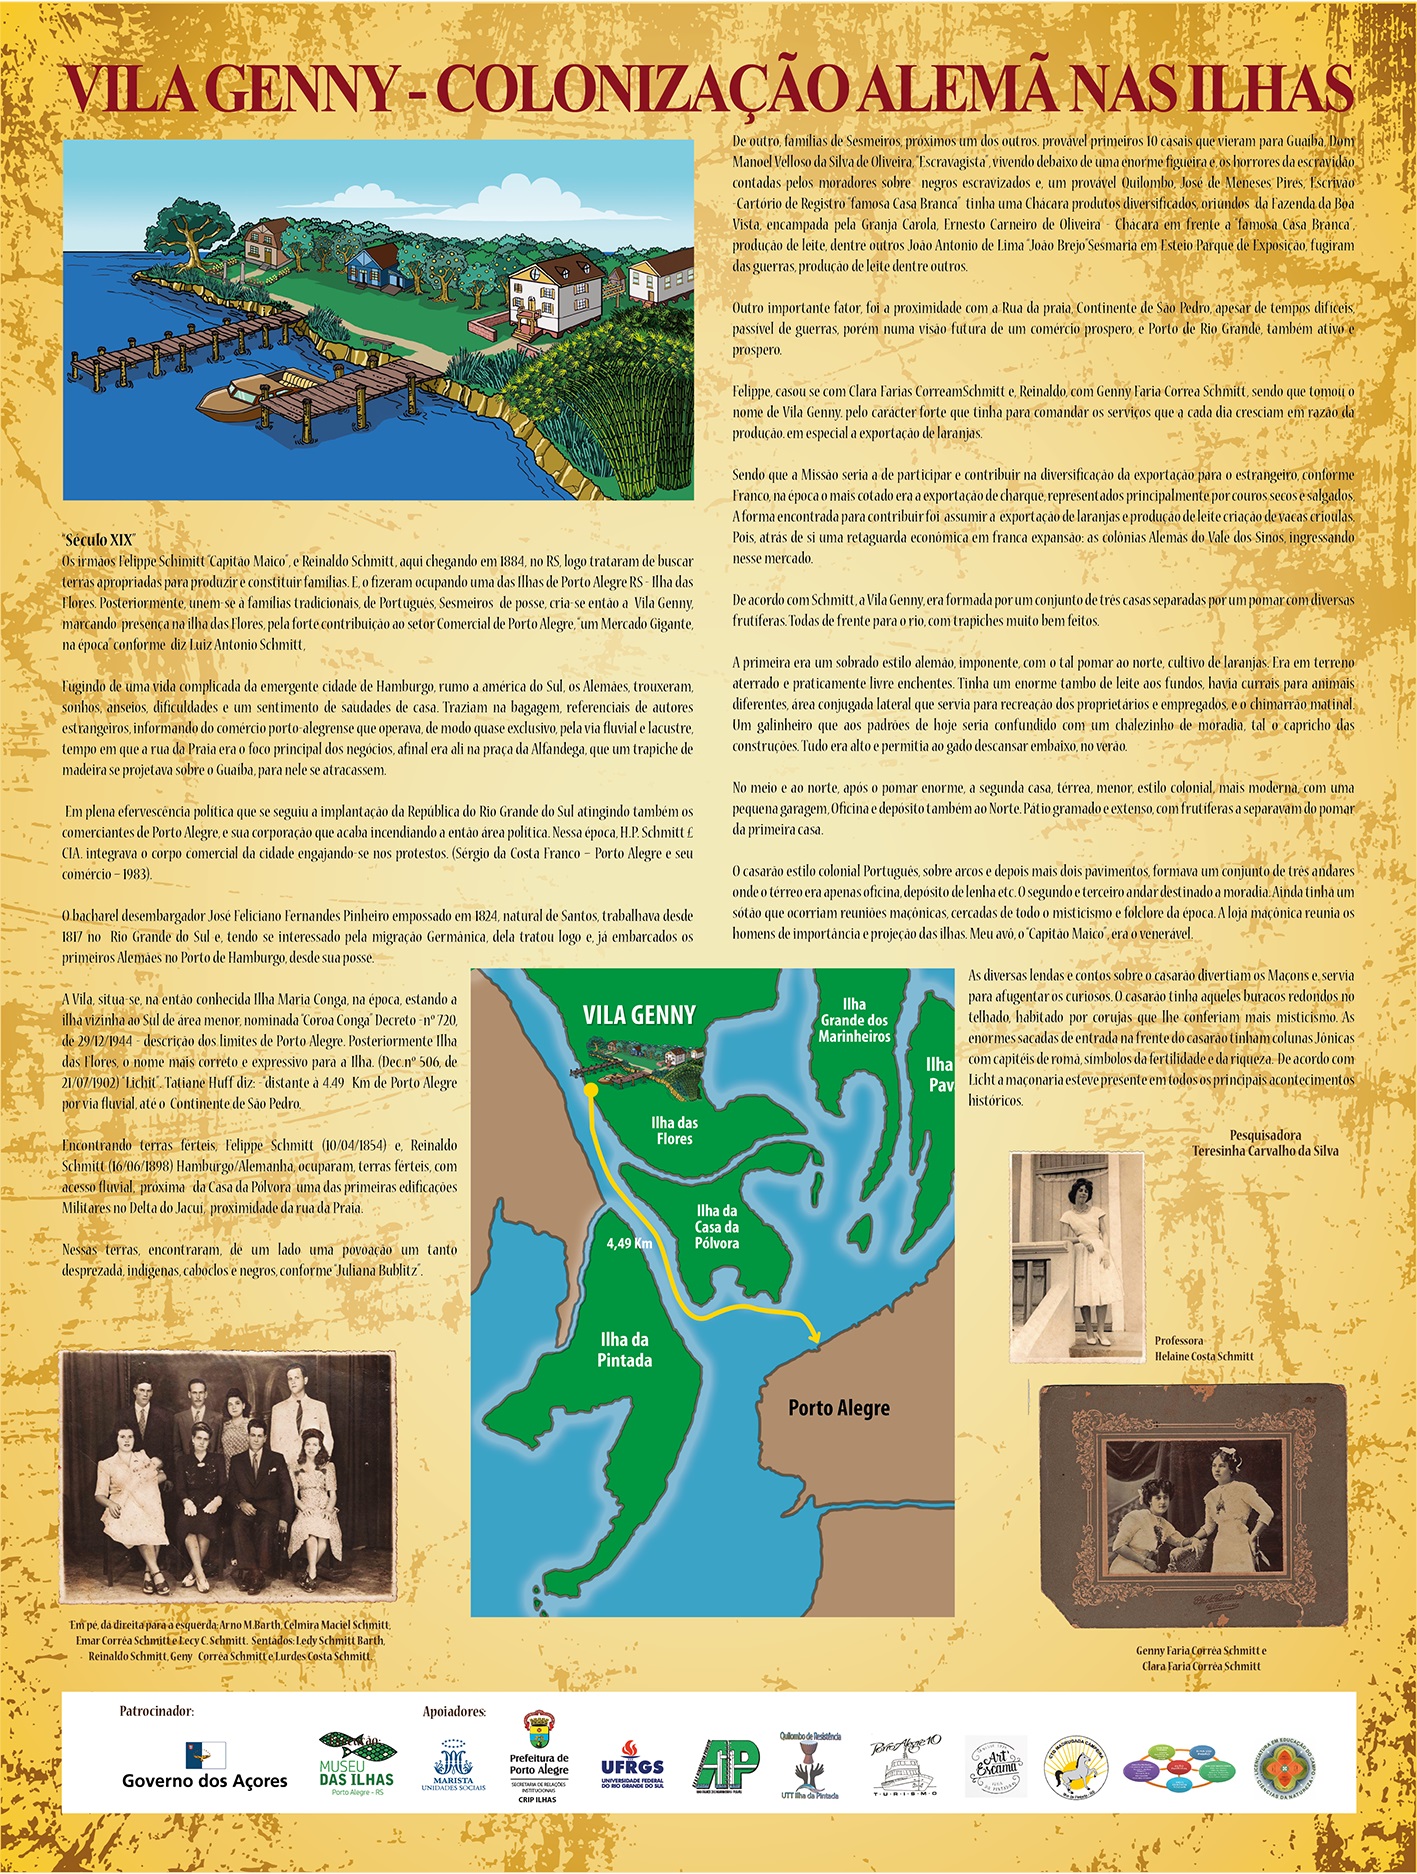 VILA GENNY - COLONIZAÇÃO ALEMÃ NAS ILHAS
"Século XIX"
Os irmãos Felippe Schimitt "Capitão Maico", e Reinaldo Schmitt, aqui chegando em 1884, no RS, logo trataram de buscar
terras apropriadas para produzir e constituir famílias. E, o fizeram ocupando uma das Ilhas de Porto Alegre RS - Ilha das
Flores. Posteriormente, unem-se à famílias tradicionais, de Português, Sesmeiros de posse, cria-se então a Vila Genny,
marcando presença na ilha das Flores, pela forte contribuição ao setor Comercial de Porto Alegre, "um Mercado Gigante,
na época" conforme diz Luiz Antonio Schmitt,
Fugindo de uma vida complicada da emergente cidade de Hamburgo, rumo a américa do Sul, os Alemães, trouxeram,
sonhos, anseios, dificuldades e um sentimento de saudades de casa. Traziam na bagagem, referenciais de autores
estrangeiros, informando do comércio porto-alegrense que operava, de modo quase exclusivo, pela via fluvial e lacustre,
tempo em que a rua da Praia era o foco principal dos negócios, afinal era ali na praça da Alfandega, que um trapiche de
madeira se projetava sobre o Guaíba, para nele se atracassem.
Em plena efervescência política que se seguiu a implantação da República do Rio Grande do Sul atingindo também os
comerciantes de Porto Alegre, e sua corporação que acaba incendiando a então área política. Nessa época, H.P. Schmitt £
CIA. integrava o corpo comercial da cidade engajando-se nos protestos. (Sérgio da Costa Franco – Porto Alegre e seu
comércio – 1983).
O bacharel desembargador José Feliciano Fernandes Pinheiro empossado em 1824, natural de Santos, trabalhava desde
1817 no Rio Grande do Sul e, tendo se interessado pela migração Germânica, dela tratou logo e, já embarcados os
primeiros Alemães no Porto de Hamburgo, desde sua posse.
A Vila, situa-se, na então conhecida Ilha Maria Conga, na época, estando a
ilha vizinha ao Sul de área menor, nominada "Coroa Conga" Decreto -nº 720,
de 29/12/1944 - descrição dos limites de Porto Alegre. Posteriormente Ilha
das Flores, o nome mais correto e expressivo para a Ilha. (Dec.nº 506, de
21/07/1902) "Lichit". Tatiane Huff diz: -"distante à 4,49 Km de Porto Alegre
por via fluvial, até o Continente de São Pedro.
Encontrando terras férteis, Felippe Schmitt (10/04/1854) e, Reinaldo
Schmitt (16/06/1898) Hamburgo/Alemanha, ocuparam, terras férteis, com
acesso fluvial, próxima da Casa da Pólvora uma das primeiras edificações
Militares no Delta do Jacuí, proximidade da rua da Praia.
Nessas terras, encontraram, de um lado uma povoação um tanto
desprezada, indígenas, caboclos e negros, conforme "Juliana Bublitz".
De outro, famílias de Sesmeiros, próximos um dos outros. provável primeiros 10 casais que vieram para Guaíba, Dom
Manoel Velloso da Silva de Oliveira, "Escravagista", vivendo debaixo de uma enorme figueira e, os horrores da escravidão
contadas pelos moradores sobre negros escravizados e, um provável Quilombo, José de Meneses Pires, Escrivão
-Cartório de Registro "famosa Casa Branca" tinha uma Chácara produtos diversificados, oriundos da Fazenda da Boa
Vista, encampada pela Granja Carola, Ernesto Carneiro de Oliveira - Chácara em frente a "famosa Casa Branca",
produção de leite, dentre outros João Antonio de Lima "João Brejo"Sesmaria em Esteio Parque de Exposição, fugiram
das guerras, produção de leite dentre outros.
Outro importante fator, foi a proximidade com a Rua da praia, Continente de São Pedro, apesar de tempos difíceis,
passível de guerras, porém numa visão futura de um comércio prospero, e Porto de Rio Grande, também ativo e
prospero.
Felippe, casou se com Clara Farias CorreamSchmitt e, Reinaldo, com Genny Faria Correa Schmitt, sendo que tomou o
nome de Vila Genny. pelo carácter forte que tinha para comandar os serviços que a cada dia cresciam em razão da
produção. em especial a exportação de laranjas.
Sendo que a Missão seria a de participar e contribuir na diversificação da exportação para o estrangeiro, conforme
Franco, na época o mais cotado era a exportação de charque, representados principalmente por couros secos e salgados,
A forma encontrada para contribuir foi assumir a exportação de laranjas e produção de leite criação de vacas crioulas.
Pois, atrás de si uma retaguarda econômica em franca expansão: as colônias Alemãs do Vale dos Sinos, ingressando
nesse mercado.
De acordo com Schmitt, a Vila Genny, era formada por um conjunto de três casas separadas por um pomar com diversas
frutíferas. Todas de frente para o rio, com trapiches muito bem feitos.
A primeira era um sobrado estilo alemão, imponente, com o tal pomar ao norte, cultivo de laranjas. Era em terreno
aterrado e praticamente livre enchentes. Tinha um enorme tambo de leite aos fundos, havia currais para animais
diferentes, área conjugada lateral que servia para recreação dos proprietários e empregados, e o chimarrão matinal.
Um galinheiro que aos padrões de hoje seria confundido com um chalezinho de moradia, tal o capricho das
construções. Tudo era alto e permitia ao gado descansar embaixo, no verão.
No meio e ao norte, após o pomar enorme, a segunda casa, térrea, menor, estilo colonial, mais moderna, com uma
pequena garagem, Oficina e depósito também ao Norte. Pátio gramado e extenso, com frutíferas a separavam do pomar
da primeira casa.
O casarão estilo colonial Português, sobre arcos e depois mais dois pavimentos, formava um conjunto de três andares
onde o térreo era apenas oficina, depósito de lenha etc. O segundo e terceiro andar destinado a moradia. Ainda tinha um
sótão que ocorriam reuniões maçônicas, cercadas de todo o misticismo e folclore da época. A loja maçônica reunia os
homens de importância e projeção das ilhas. Meu avô, o "Capitão Maico", era o venerável.
As diversas lendas e contos sobre o casarão divertiam os Maçons e, servia
para afugentar os curiosos. O casarão tinha aqueles buracos redondos no
telhado, habitado por corujas que lhe conferiam mais misticismo. As
enormes sacadas de entrada na frente do casarão tinham colunas Jónicas
com capitéis de romã, símbolos da fertilidade e da riqueza. De acordo com
Licht a maçonaria esteve presente em todos os principais acontecimentos
históricos.
Pesquisadora
Teresinha Carvalho da Silva
VILA GENNY
Ilha
Grande dos
Marinheiros
Ilha
Pav
Ilha das
Flores
Ilha da
Casa da
Pólvora
4,49 Km
Ilha da
Pintada
Porto Alegre
Professora
Helaine Costa Schmitt
Em pé, da direita para a esquerda: Arno M.Barth, Celmira Maciel Schmitt,
Emar Corrêa Schmitt e Lecy C. Schmitt. Sentados: Ledy Schmitt Barth,
Reinaldo Schmitt, Geny Corrêa Schmitt e Lurdes Costa Schmitt.
Genny Faria Corrêa Schmitt e
Clara Faria Corrêa Schmitt
Patrocinador:
Apoiadores:
Governo dos Açores
MUSEU
DAS ILHAS
Porto Alegre – RS
MARISTA
UNIDADES SOCIAIS
Prefeitura de
Porto Alegre
SECRETARIA DE RELAÇÕES
INSTITUCIONAIS
CRIP ILHAS
UFRGS
UNIVERSIDADE FEDERAL
DO RIO GRANDE DO SUL
Quilombo de Resistência
UTT Ilha da Pintada
Porto Alegre 10
TURISMO
Art
Escama
CTG MADRUGADA CAMPEIRA